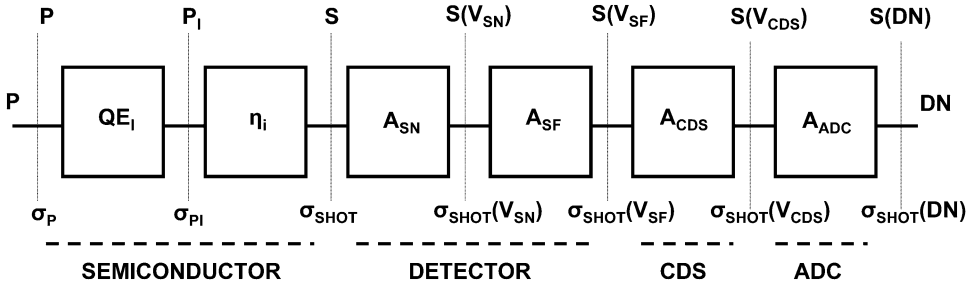 P P_I S S(V_SN) S(V_SF) S(V_CDS) S(DN)
P QE_I η_i A_SN A_SF A_CDS A_ADC DN
σ_P σ_PI σ_SHOT σ_SHOT(V_SN) σ_SHOT(V_SF) σ_SHOT(V_CDS) σ_SHOT(DN)
SEMICONDUCTOR DETECTOR CDS ADC